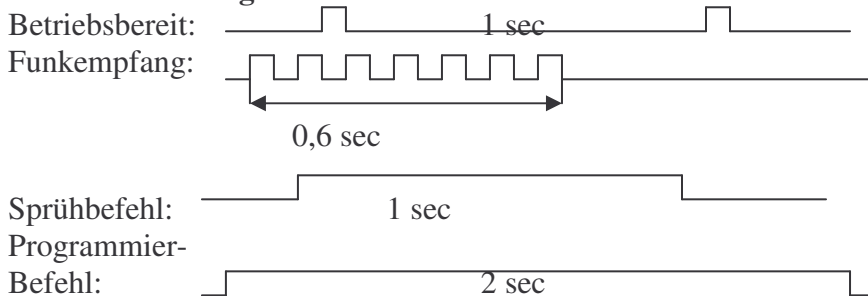 Betriebsbereit: 1 sec
Funkempfang:
0,6 sec
Sprühbefehl: 1 sec
Programmier-
Befehl: 2 sec